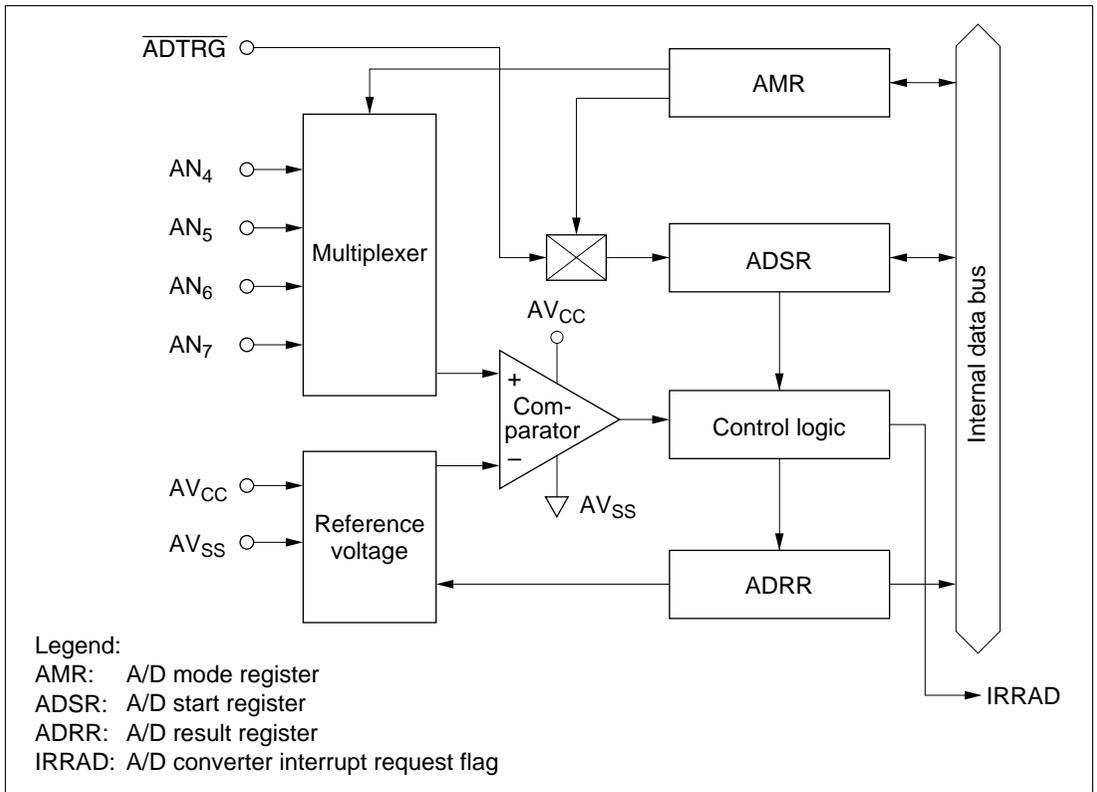 ADTRG
AMR
AN4
AN5
Multiplexer
ADSR
AN6
AVCC
AN7
+
Com-
parator
−
Control logic
Internal data bus
AVCC
AVSS
Reference
voltage
AVSS
ADRR
Legend:
AMR: A/D mode register
ADSR: A/D start register
ADRR: A/D result register
IRRAD: A/D converter interrupt request flag
IRRAD